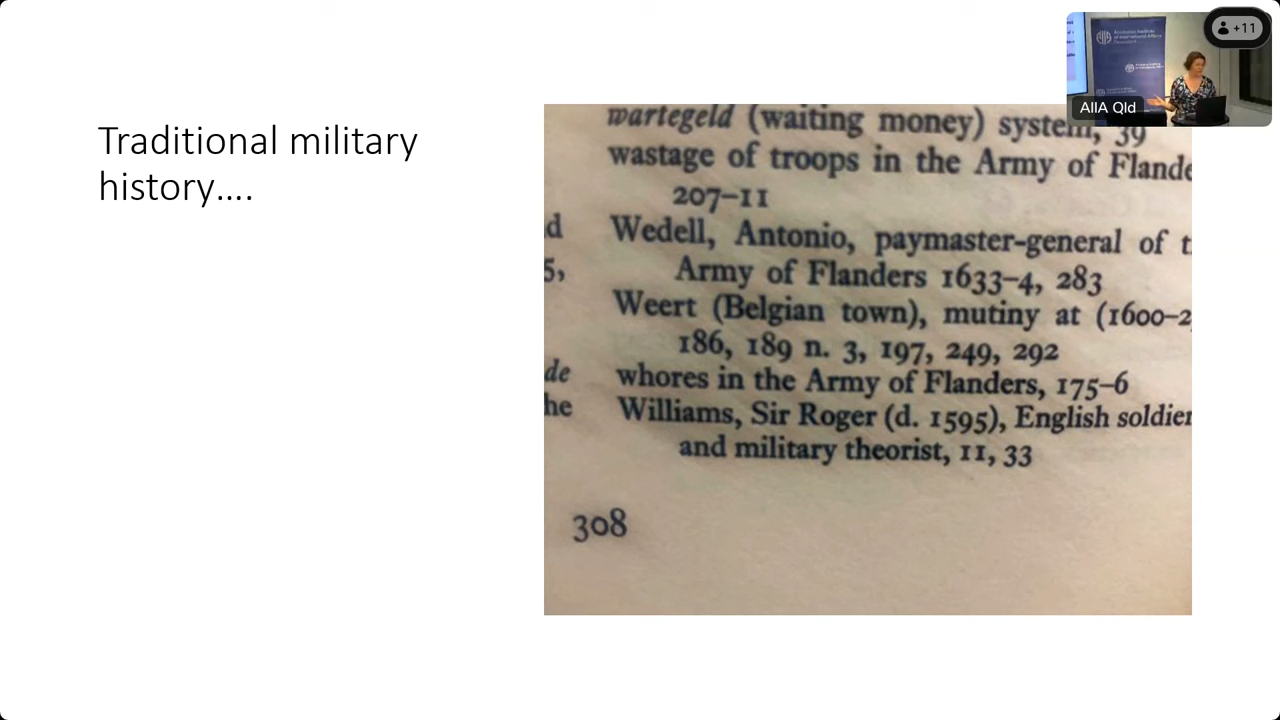 Traditional military
history....
wartegeld (waiting money) system, 39
wastage of troops in the Army of Flande
207–11
d Wedell, Antonio, paymaster-general of t
5, Army of Flanders 1633–4, 283
Weert (Belgian town), mutiny at (1600–2
186, 189 n. 3, 197, 249, 292
de whores in the Army of Flanders, 175–6
he Williams, Sir Roger (d. 1595), English soldier
and military theorist, 11, 33
308
+11
AIIA Qld